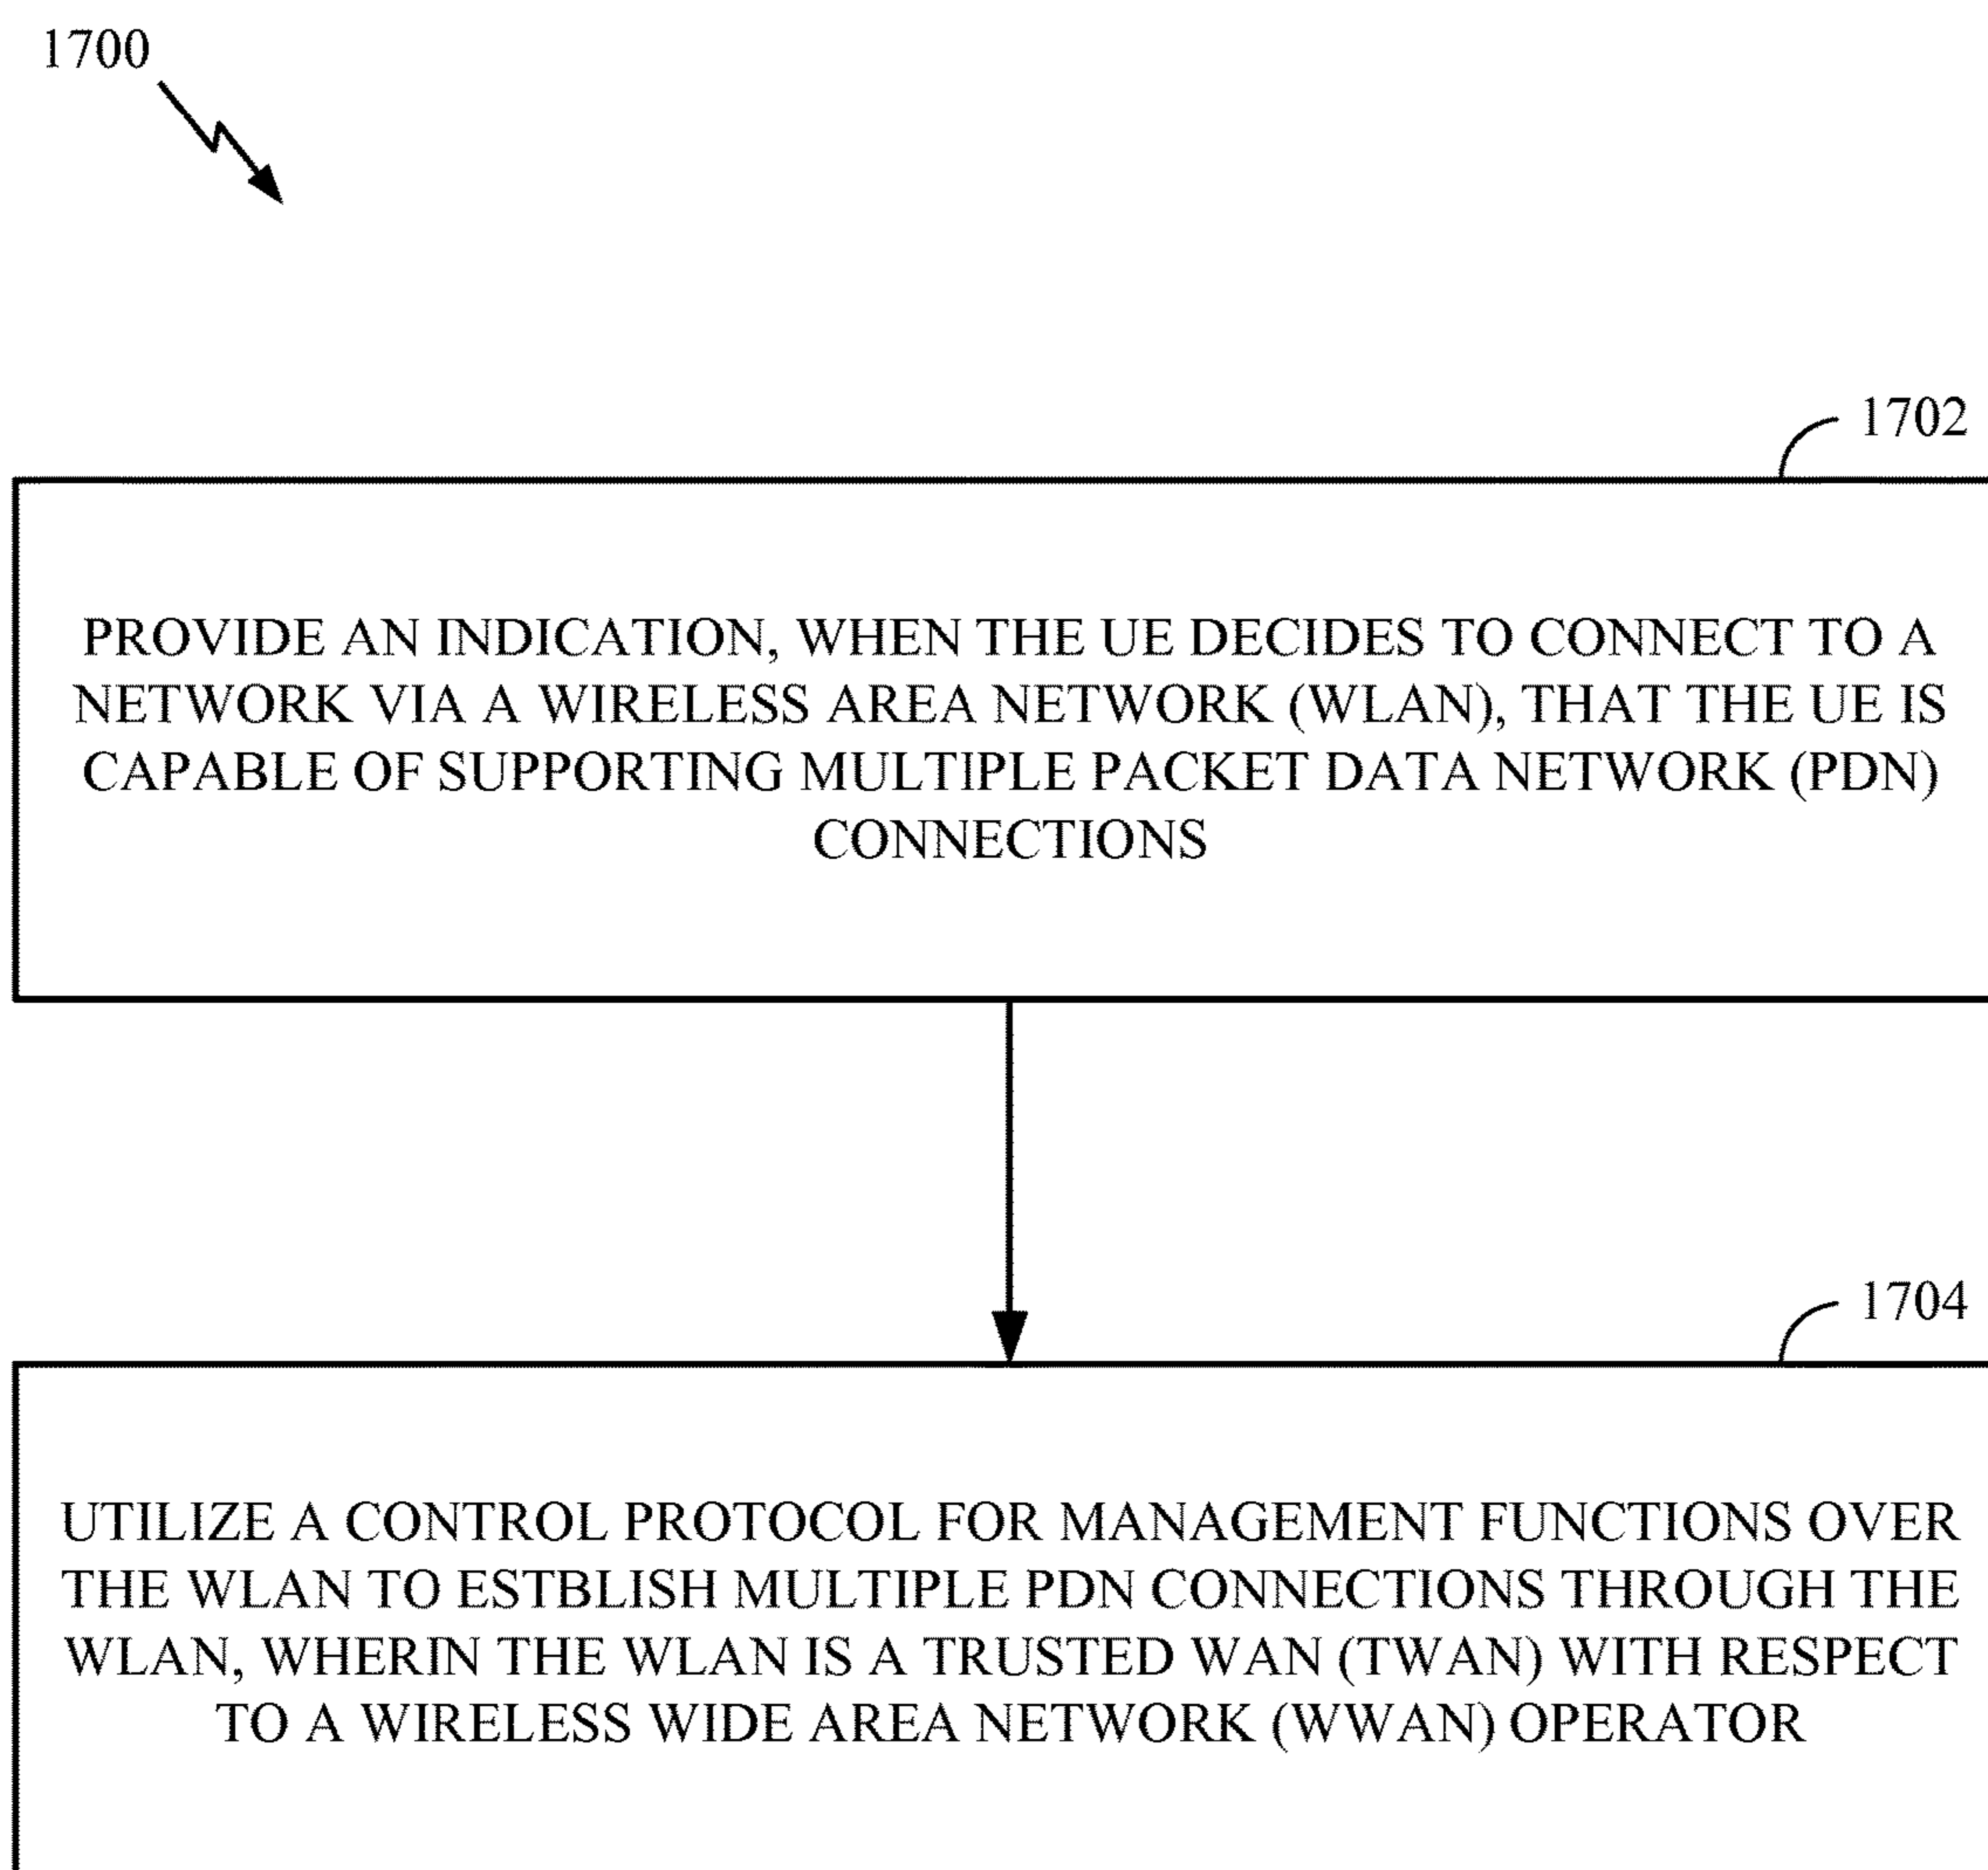 1700
1702
PROVIDE AN INDICATION, WHEN THE UE DECIDES TO CONNECT TO A
NETWORK VIA A WIRELESS AREA NETWORK (WLAN), THAT THE UE IS
CAPABLE OF SUPPORTING MULTIPLE PACKET DATA NETWORK (PDN)
CONNECTIONS
1704
UTILIZE A CONTROL PROTOCOL FOR MANAGEMENT FUNCTIONS OVER
THE WLAN TO ESTBLISH MULTIPLE PDN CONNECTIONS THROUGH THE
WLAN, WHERIN THE WLAN IS A TRUSTED WAN (TWAN) WITH RESPECT
TO A WIRELESS WIDE AREA NETWORK (WWAN) OPERATOR